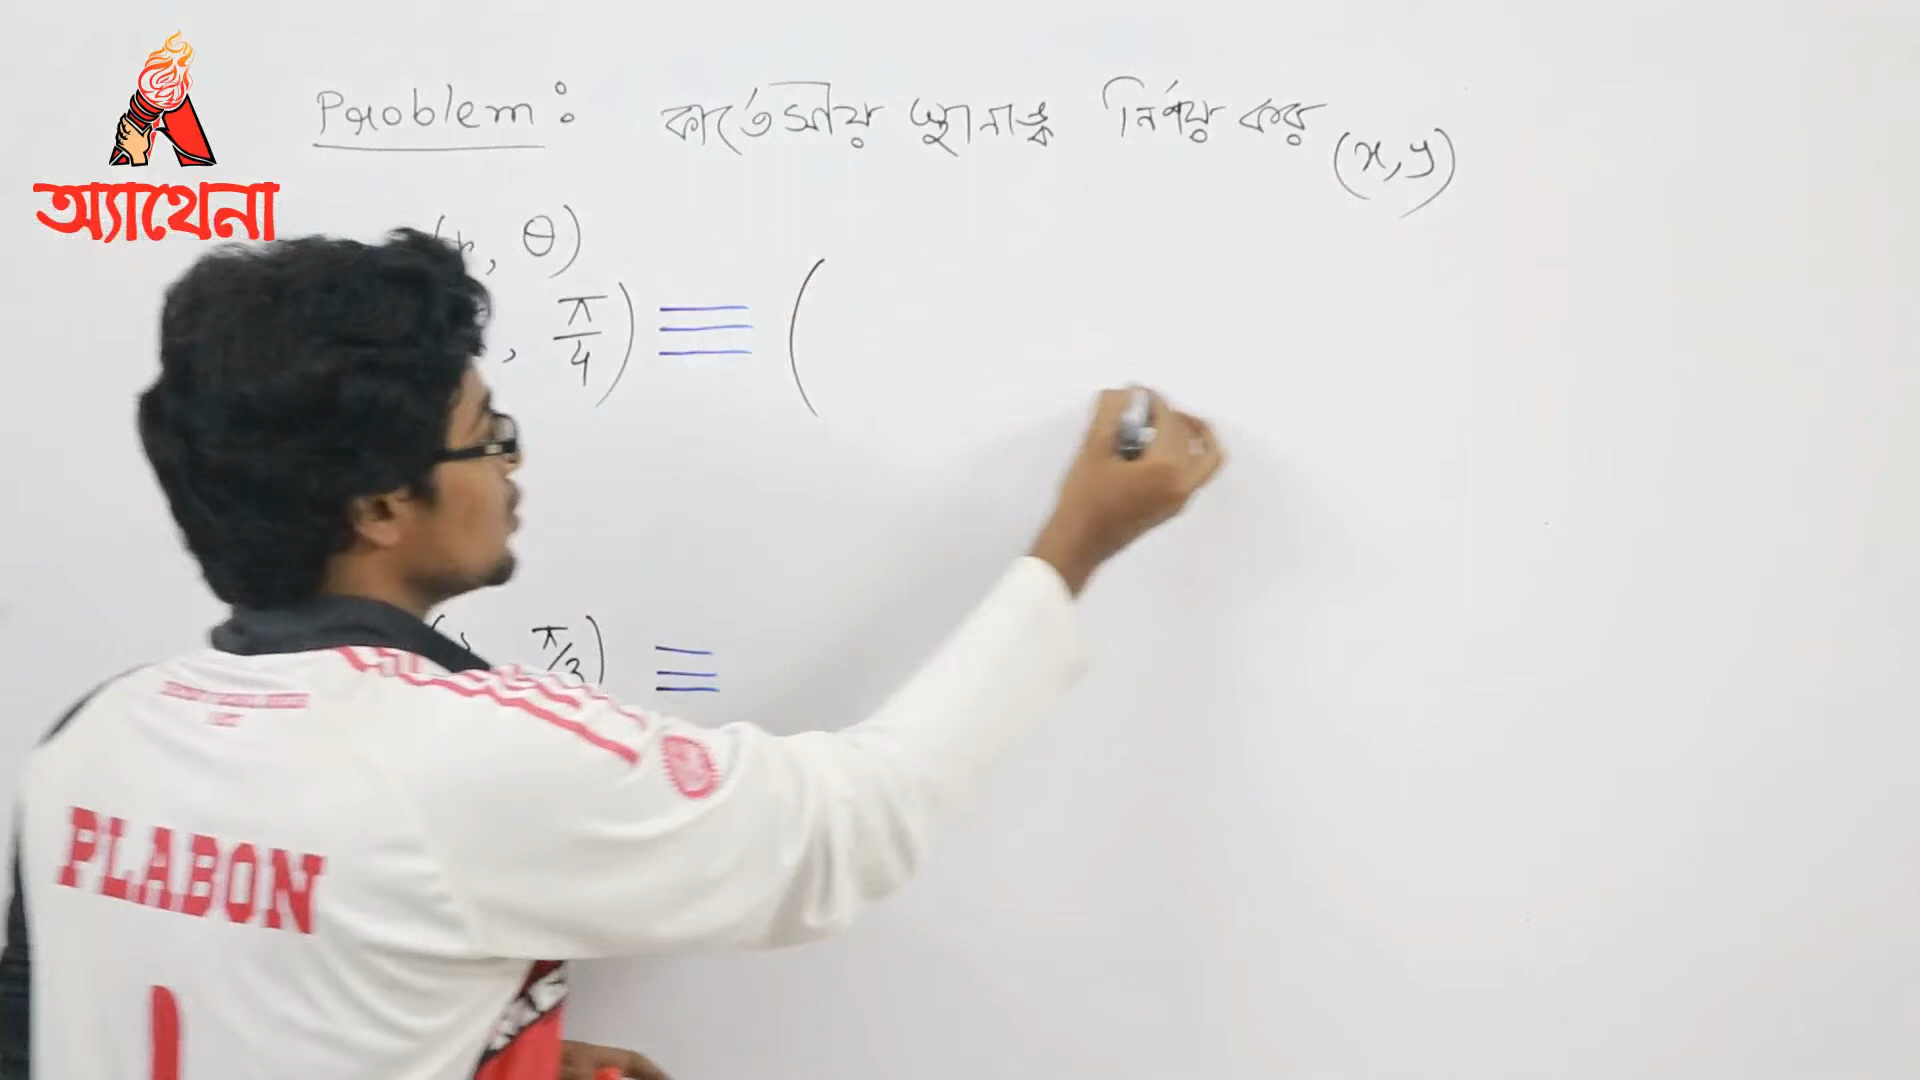 অ্যাথেনা
Problem: কার্তেসীয় স্থানাঙ্ক নির্ণয় কর (x,y)
(r, θ)
, π/4) ≡ (
π/3) ≡
PLABON